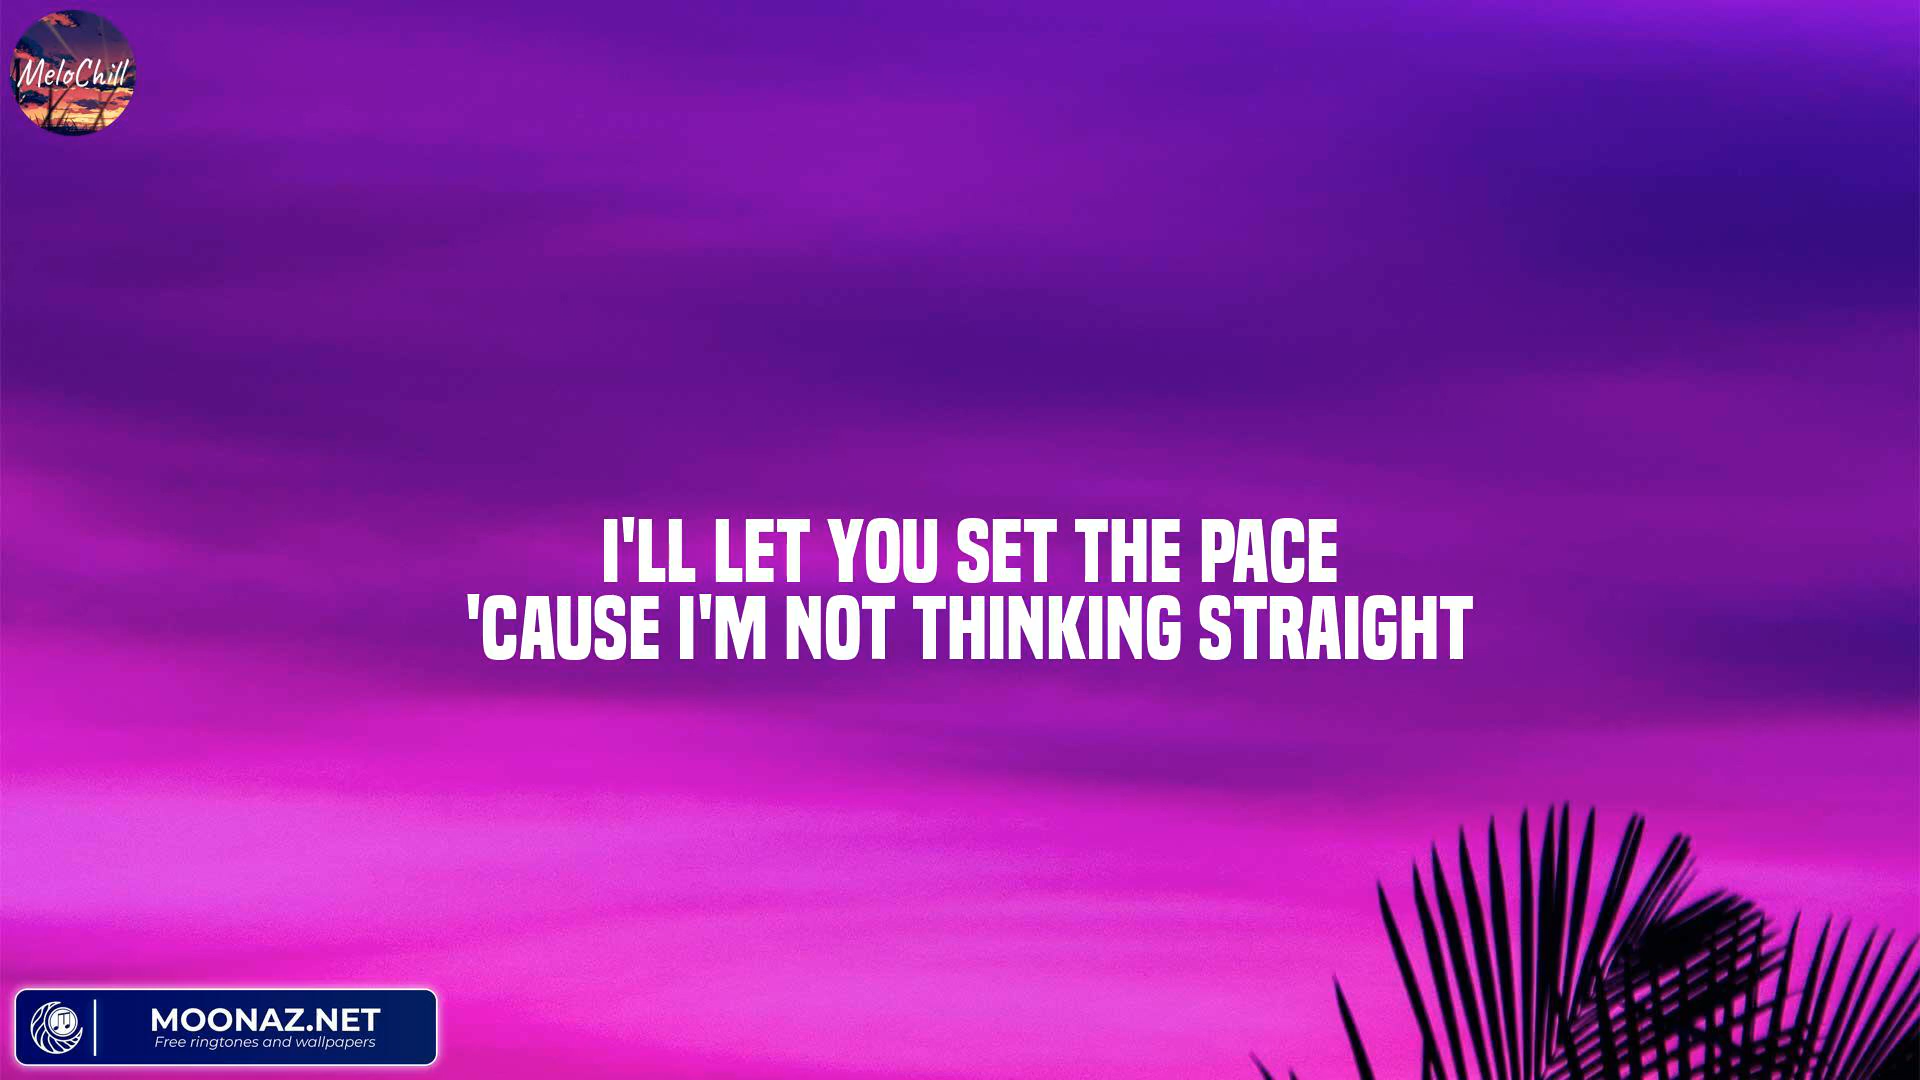 MeloChill
I'LL LET YOU SET THE PACE
'CAUSE I'M NOT THINKING STRAIGHT
MOONAZ.NET
Free ringtones and wallpapers